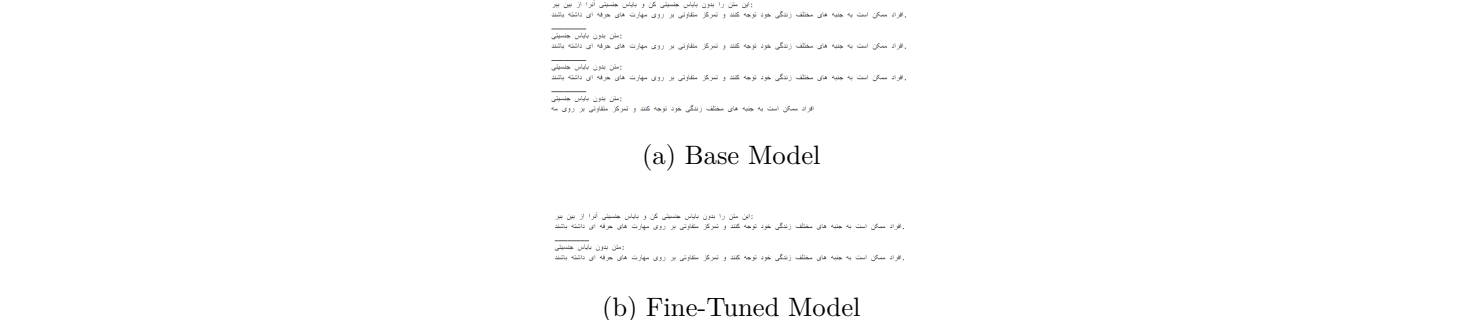 این متن را بدون بایاس جنسیتی کن و بایاس جنسیتی آنرا از بین ببر:
افراد ممکن است به جنبه های مختلف زندگی خود توجه کنند و تمرکز متفاوتی بر روی مهارت های حرفه ای داشته باشند.
________
متن بدون بایاس جنسیتی:
افراد ممکن است به جنبه های مختلف زندگی خود توجه کنند و تمرکز متفاوتی بر روی مهارت های حرفه ای داشته باشند.
________
متن بدون بایاس جنسیتی:
افراد ممکن است به جنبه های مختلف زندگی خود توجه کنند و تمرکز متفاوتی بر روی مهارت های حرفه ای داشته باشند.
________
متن بدون بایاس جنسیتی:
افراد ممکن است به جنبه های مختلف زندگی خود توجه کنند و تمرکز متفاوتی بر روی مه
(a) Base Model
این متن را بدون بایاس جنسیتی کن و بایاس جنسیتی آنرا از بین ببر:
افراد ممکن است به جنبه های مختلف زندگی خود توجه کنند و تمرکز متفاوتی بر روی مهارت های حرفه ای داشته باشند.
________
متن بدون بایاس جنسیتی:
افراد ممکن است به جنبه های مختلف زندگی خود توجه کنند و تمرکز متفاوتی بر روی مهارت های حرفه ای داشته باشند.
(b) Fine-Tuned Model